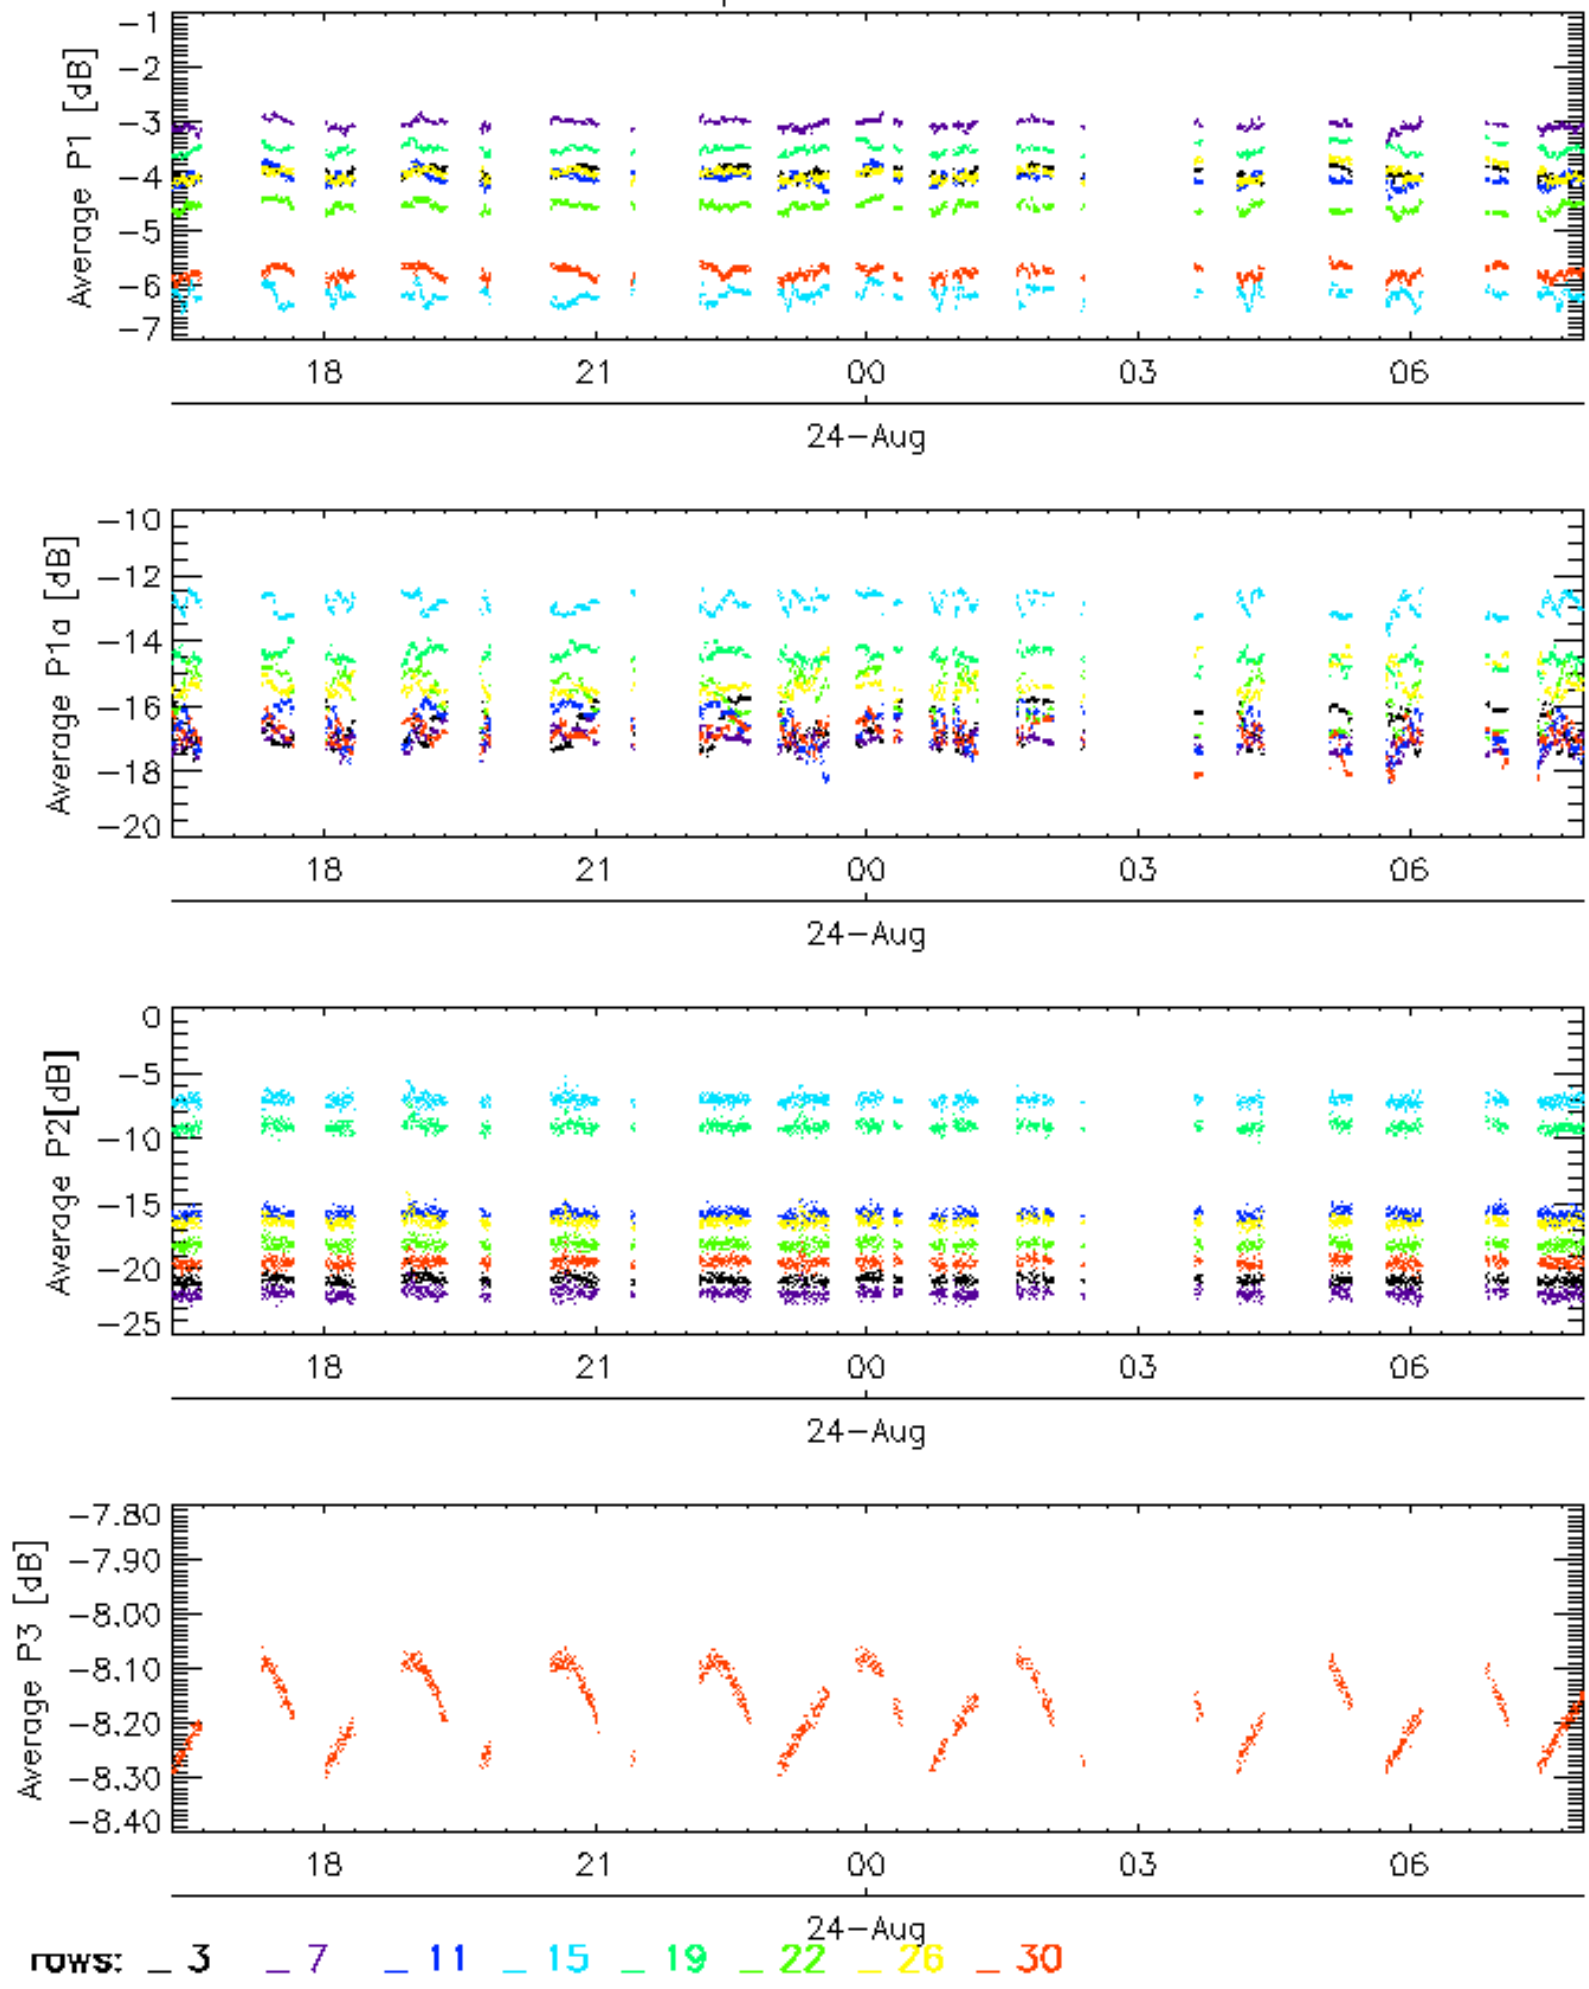 -1
-2
-3
-4
-5
-6
-7
Average P1 [dB]
18 21 00 03 06
24-Aug
-10
-12
-14
-16
-18
-20
Average P1a [dB]
18 21 00 03 06
24-Aug
0
-5
-10
-15
-20
-25
Average P2[dB]
18 21 00 03 06
24-Aug
-7.80
-7.90
-8.00
-8.10
-8.20
-8.30
-8.40
Average P3 [dB]
18 21 00 03 06
24-Aug
rows: _ 3 _ 7 _ 11 _ 15 _ 19 _ 22 _ 26 _ 30